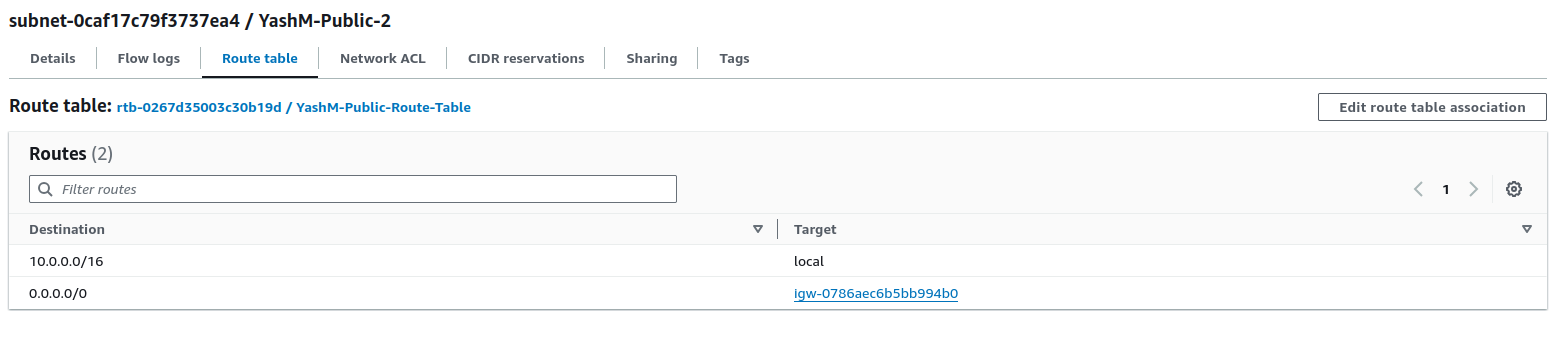 subnet-0caf17c79f3737ea4 / YashM-Public-2
Details Flow logs Route table Network ACL CIDR reservations Sharing Tags
Route table: rtb-0267d35003c30b19d / YashM-Public-Route-Table Edit route table association
Routes (2)
Filter routes 1
Destination Target
10.0.0.0/16 local
0.0.0.0/0 igw-0786aec6b5bb994b0